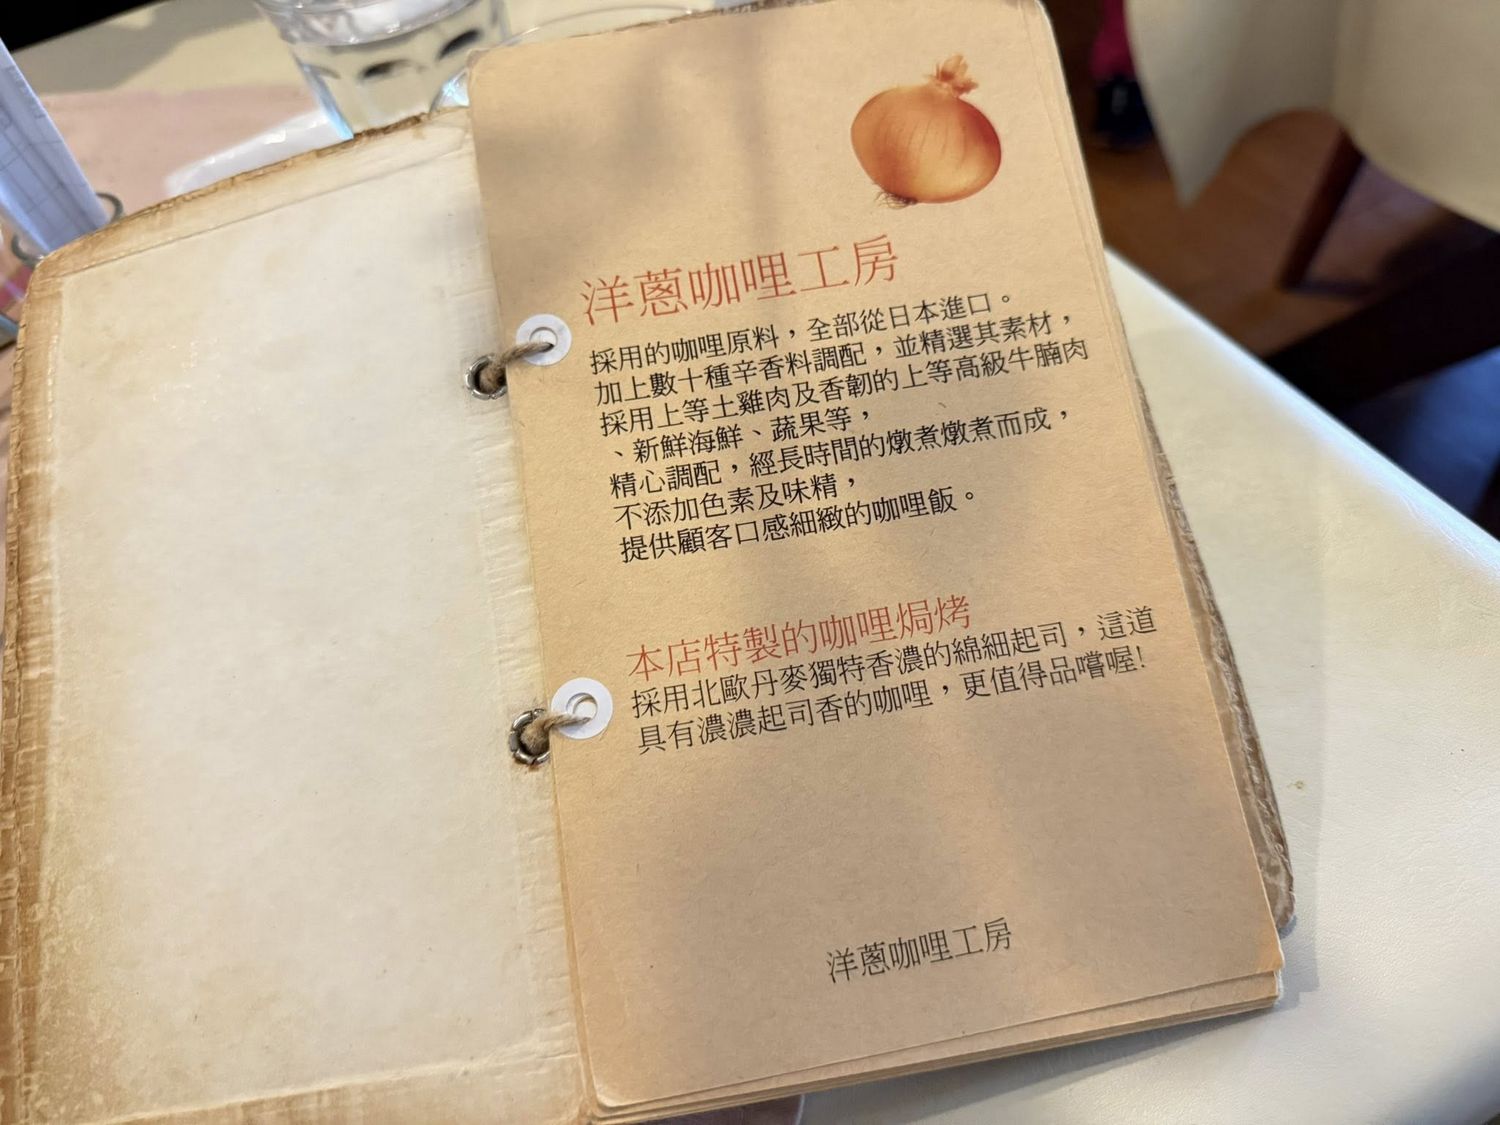 洋蔥咖哩工房
採用的咖哩原料，全部從日本進口。
加上數十種辛香料調配，並精選其素材，
採用上等土雞肉及香韌的上等高級牛腩肉
、新鮮海鮮、蔬果等，
精心調配，經長時間的燉煮燉煮而成，
不添加色素及味精，
提供顧客口感細緻的咖哩飯。
本店特製的咖哩焗烤
採用北歐丹麥獨特香濃的綿細起司，這道
具有濃濃起司香的咖哩，更值得品嚐喔!
洋蔥咖哩工房